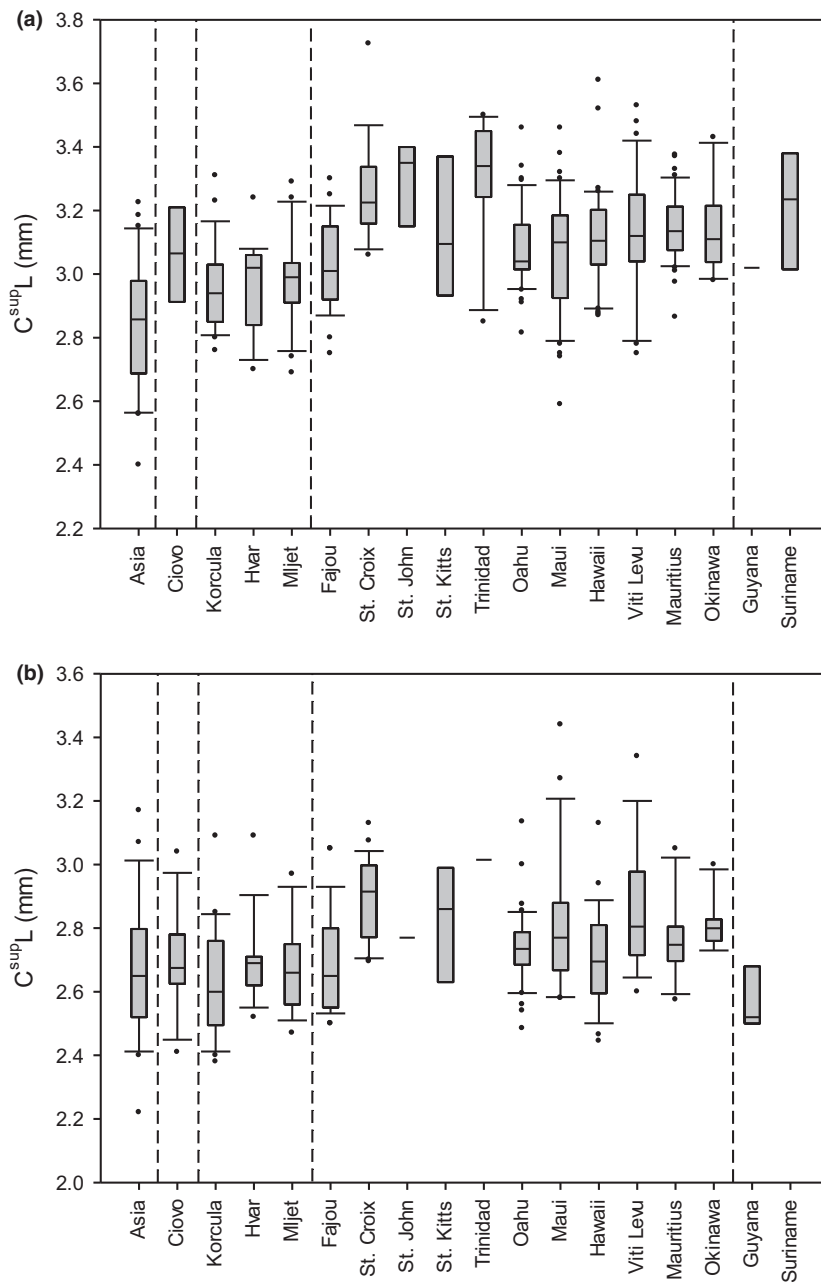 (a)
3.8
3.6
3.4
3.2
3.0
2.8
2.6
2.4
2.2
C^sup L (mm)
Asia
Ciovo
Korcula
Hvar
Mljet
Fajou
St. Croix
St. John
St. Kitts
Trinidad
Oahu
Maui
Hawaii
Viti Levu
Mauritius
Okinawa
Guyana
Suriname
(b)
3.6
3.4
3.2
3.0
2.8
2.6
2.4
2.2
2.0
C^sup L (mm)
Asia
Ciovo
Korcula
Hvar
Mljet
Fajou
St. Croix
St. John
St. Kitts
Trinidad
Oahu
Maui
Hawaii
Viti Levu
Mauritius
Okinawa
Guyana
Suriname